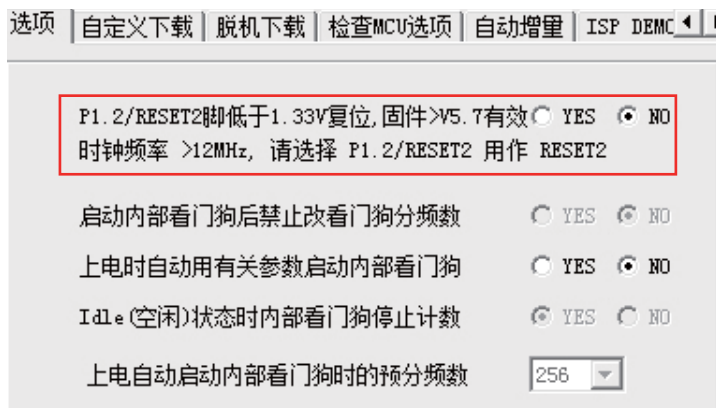 选项 自定义下载 脱机下载 检查MCU选项 自动增量 ISP DEMO
P1.2/RESET2脚低于1.33V复位,固件>V5.7有效 YES NO
时钟频率 >12MHz, 请选择 P1.2/RESET2 用作 RESET2
启动内部看门狗后禁止改看门狗分频数 YES NO
上电时自动用有关参数启动内部看门狗 YES NO
Idle(空闲)状态时内部看门狗停止计数 YES NO
上电自动启动内部看门狗时的预分频数 256